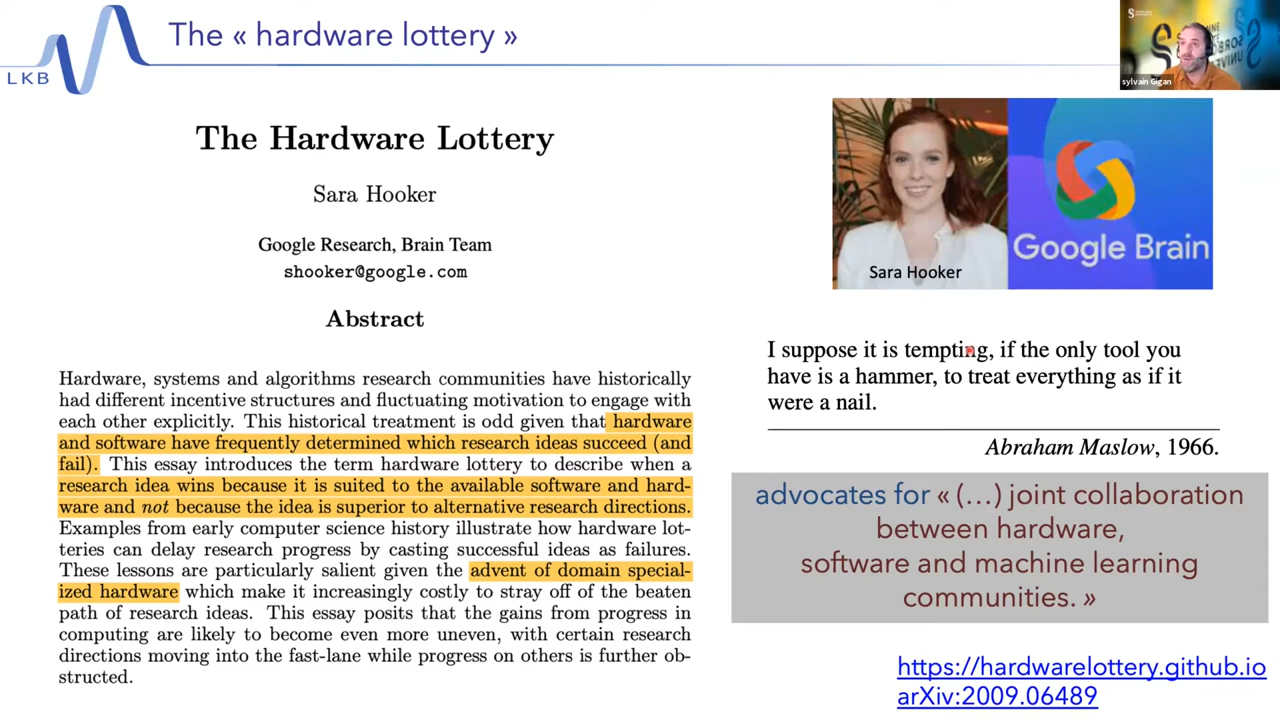 The « hardware lottery »
LKB
sylvain Gigan
The Hardware Lottery
Sara Hooker
Google Research, Brain Team
shooker@google.com
Abstract
Hardware, systems and algorithms research communities have historically
had different incentive structures and fluctuating motivation to engage with
each other explicitly. This historical treatment is odd given that hardware
and software have frequently determined which research ideas succeed (and
fail). This essay introduces the term hardware lottery to describe when a
research idea wins because it is suited to the available software and hard-
ware and not because the idea is superior to alternative research directions.
Examples from early computer science history illustrate how hardware lot-
teries can delay research progress by casting successful ideas as failures.
These lessons are particularly salient given the advent of domain special-
ized hardware which make it increasingly costly to stray off of the beaten
path of research ideas. This essay posits that the gains from progress in
computing are likely to become even more uneven, with certain research
directions moving into the fast-lane while progress on others is further ob-
structed.
Sara Hooker
Google Brain
I suppose it is tempting, if the only tool you
have is a hammer, to treat everything as if it
were a nail.
Abraham Maslow, 1966.
advocates for « (…) joint collaboration
between hardware,
software and machine learning
communities. »
https://hardwarelottery.github.io
arXiv:2009.06489